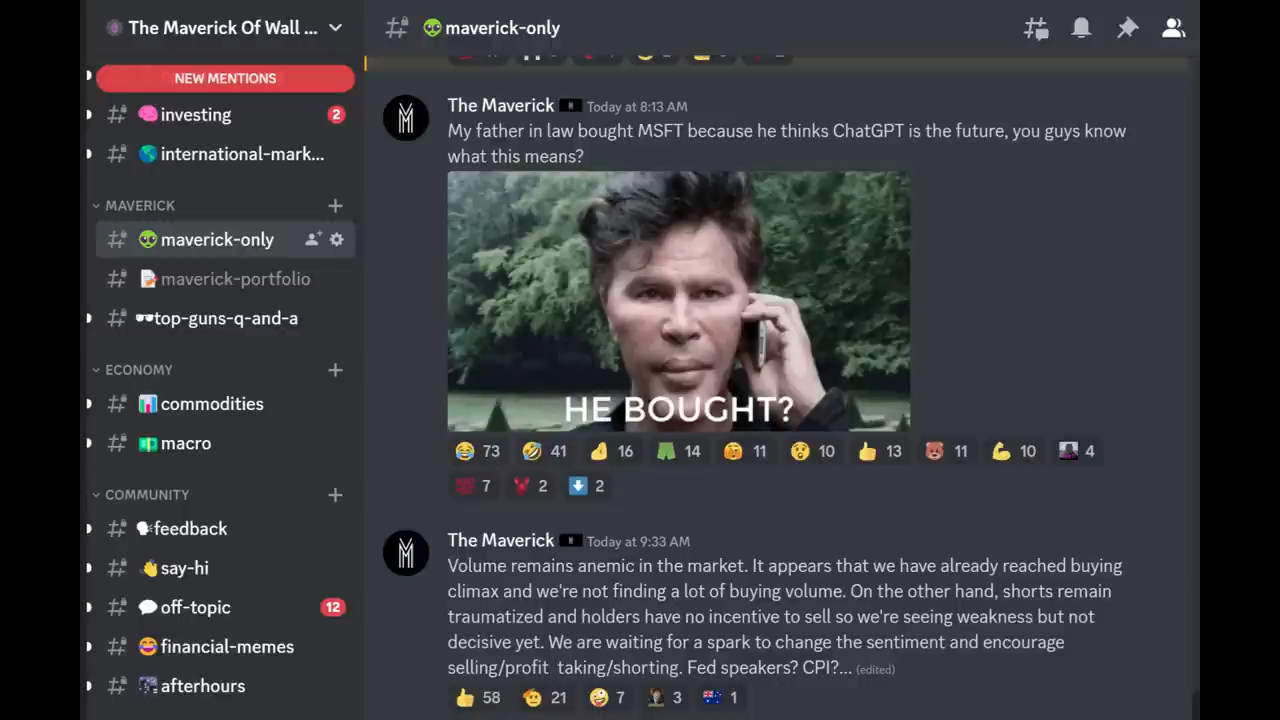 The Maverick Of Wall ...
NEW MENTIONS
investing 2
international-mark...
MAVERICK
maverick-only
maverick-portfolio
top-guns-q-and-a
ECONOMY
commodities
macro
COMMUNITY
feedback
say-hi
off-topic 12
financial-memes
afterhours
maverick-only
The Maverick Today at 8:13 AM
My father in law bought MSFT because he thinks ChatGPT is the future, you guys know
what this means?
HE BOUGHT?
73 41 16 14 11 10 13 11 10 4
7 2 2
The Maverick Today at 9:33 AM
Volume remains anemic in the market. It appears that we have already reached buying
climax and we're not finding a lot of buying volume. On the other hand, shorts remain
traumatized and holders have no incentive to sell so we're seeing weakness but not
decisive yet. We are waiting for a spark to change the sentiment and encourage
selling/profit taking/shorting. Fed speakers? CPI?... (edited)
58 21 7 3 1